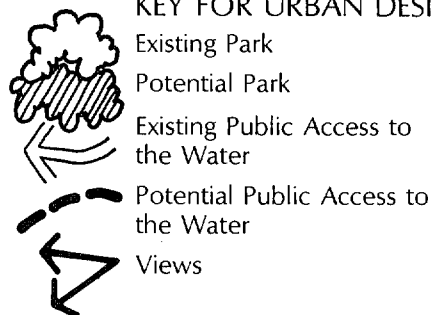 KEY FOR URBAN
Existing Park
Potential Park
Existing Public Access to
the Water
Potential Public Access to
the Water
Views